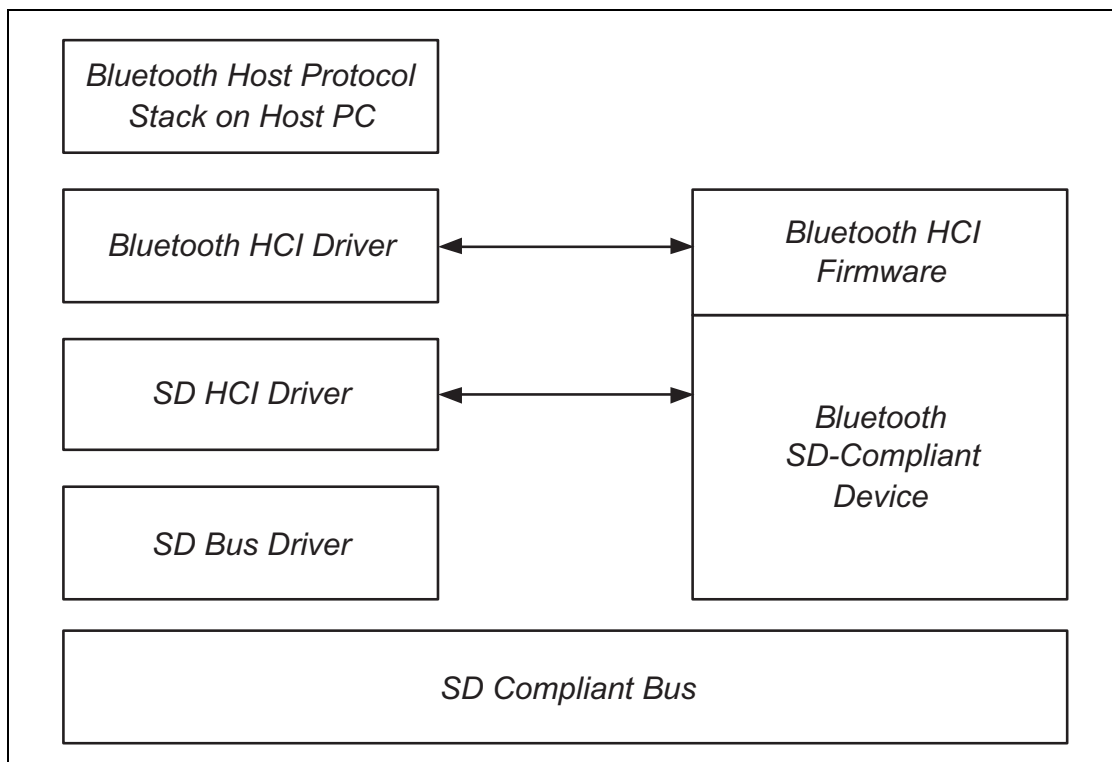 Bluetooth Host Protocol
Stack on Host PC
Bluetooth HCI Driver
Bluetooth HCI
Firmware
SD HCI Driver
Bluetooth
SD-Compliant
Device
SD Bus Driver
SD Compliant Bus